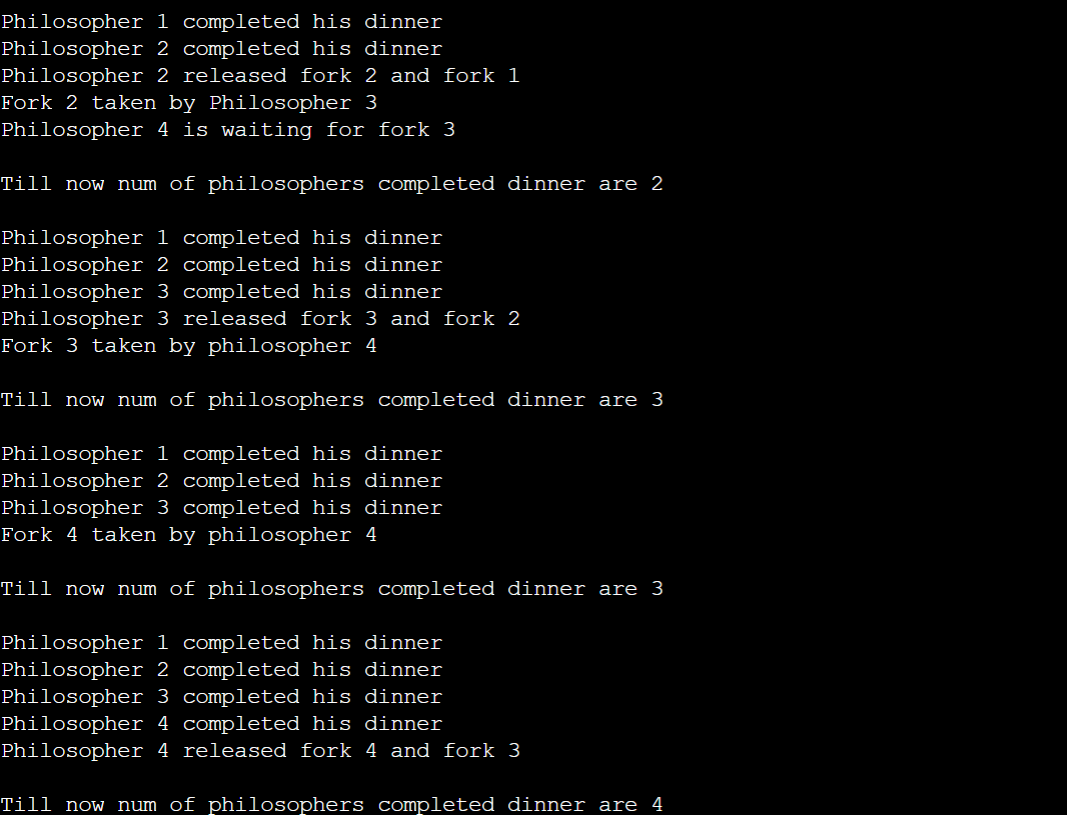 Philosopher 1 completed his dinner
Philosopher 2 completed his dinner
Philosopher 2 released fork 2 and fork 1
Fork 2 taken by Philosopher 3
Philosopher 4 is waiting for fork 3
Till now num of philosophers completed dinner are 2
Philosopher 1 completed his dinner
Philosopher 2 completed his dinner
Philosopher 3 completed his dinner
Philosopher 3 released fork 3 and fork 2
Fork 3 taken by philosopher 4
Till now num of philosophers completed dinner are 3
Philosopher 1 completed his dinner
Philosopher 2 completed his dinner
Philosopher 3 completed his dinner
Fork 4 taken by philosopher 4
Till now num of philosophers completed dinner are 3
Philosopher 1 completed his dinner
Philosopher 2 completed his dinner
Philosopher 3 completed his dinner
Philosopher 4 completed his dinner
Philosopher 4 released fork 4 and fork 3
Till now num of philosophers completed dinner are 4